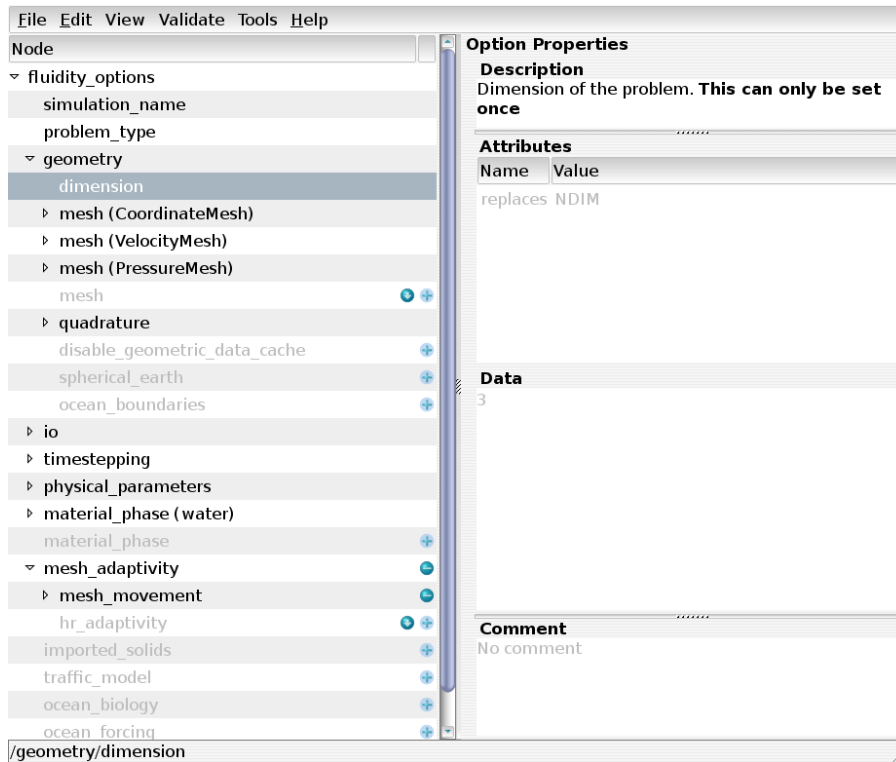 File Edit View Validate Tools Help
Node
fluidity_options
simulation_name
problem_type
geometry
dimension
mesh (CoordinateMesh)
mesh (VelocityMesh)
mesh (PressureMesh)
mesh
quadrature
disable_geometric_data_cache
spherical_earth
ocean_boundaries
io
timestepping
physical_parameters
material_phase (water)
material_phase
mesh_adaptivity
mesh_movement
hr_adaptivity
imported_solids
traffic_model
ocean_biology
ocean_forcing
/geometry/dimension
Option Properties
Description
Dimension of the problem. This can only be set
once
Attributes
Name Value
replaces NDIM
Data
3
Comment
No comment